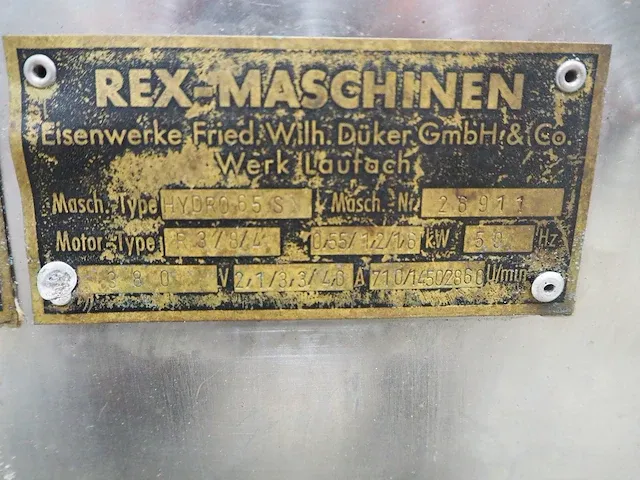 REX-MASCHINEN
Eisenwerke Fried. Wilh. Düker GmbH & Co.
Werk Laufach
Masch.-Type HYDRO 65 S Masch.-Nr. 26911
Motor-Type 0,55/1,2/1,6 kW 50 Hz
380 V 2,1/3,3/4,0 A 710/1450/2860 U/min